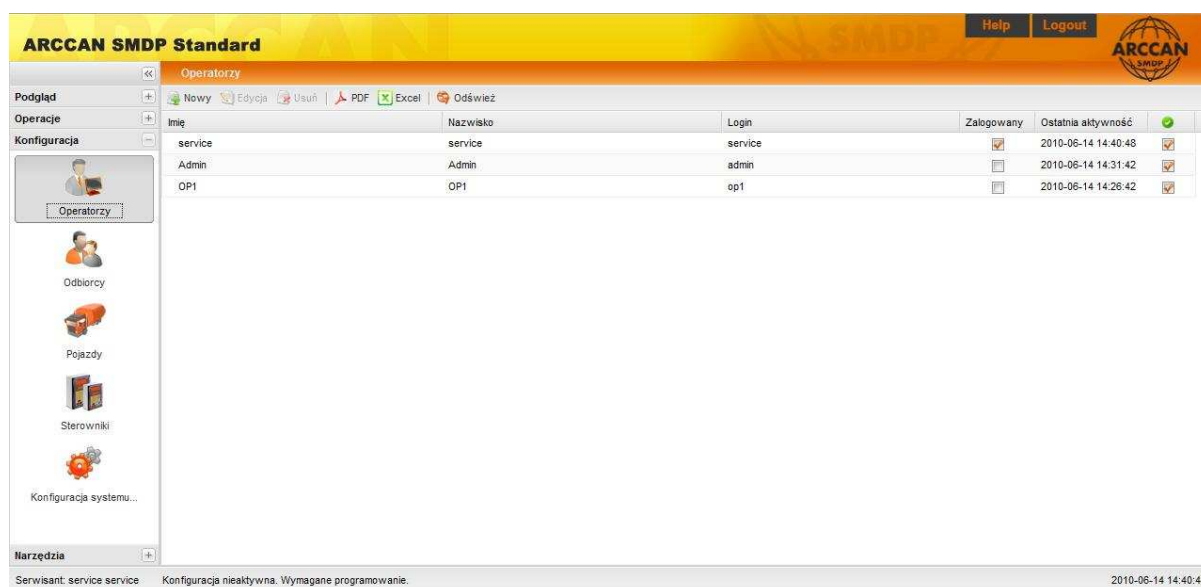 Help Logout
ARCCAN SMDP Standard
ARCCAN
SMDP
SMDP
ARCCAN
Operatorzy
Podgląd
Nowy Edycja Usuń PDF Excel Odśwież
Operacje
Imię Nazwisko Login Zalogowany Ostatnia aktywność
Konfiguracja
service service service 2010-06-14 14:40:48
Admin Admin admin 2010-06-14 14:31:42
OP1 OP1 op1 2010-06-14 14:26:42
Operatorzy
Odbiorcy
Pojazdy
Sterowniki
Konfiguracja systemu...
Narzędzia
Serwisant: service service Konfiguracja nieaktywna. Wymagane programowanie. 2010-06-14 14:40:4